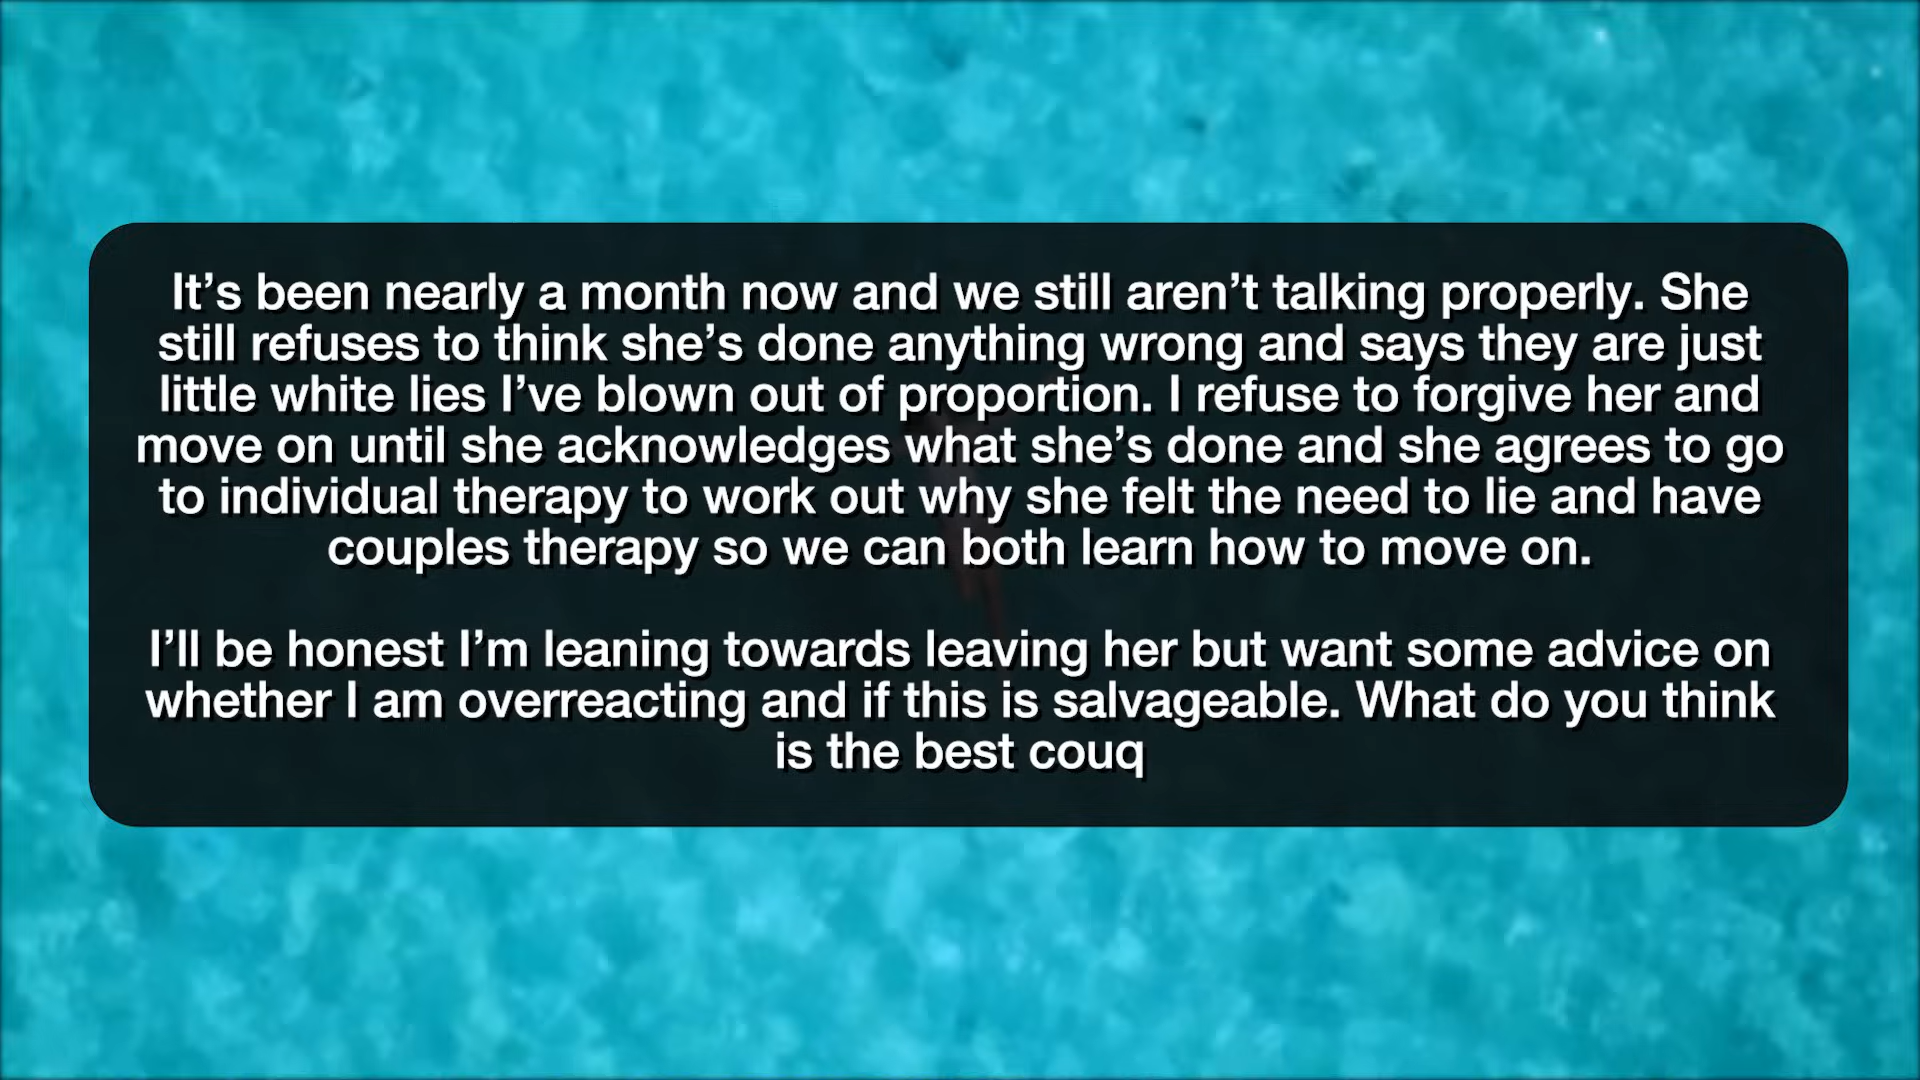 It’s been nearly a month now and we still aren’t talking properly. She
still refuses to think she’s done anything wrong and says they are just
little white lies I’ve blown out of proportion. I refuse to forgive her and
move on until she acknowledges what she’s done and she agrees to go
to individual therapy to work out why she felt the need to lie and have
couples therapy so we can both learn how to move on.
I’ll be honest I’m leaning towards leaving her but want some advice on
whether I am overreacting and if this is salvageable. What do you think
is the best couq